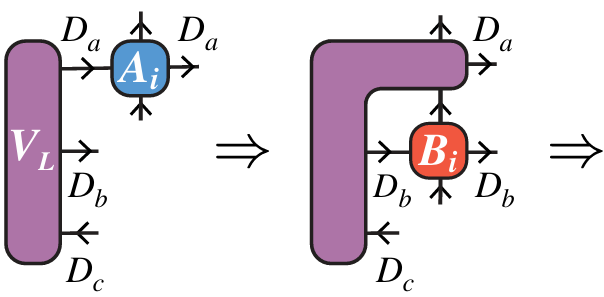 D_a D_a
A_i
V_L
D_b
D_c
⇒
D_a
B_i
D_b D_b
D_c
⇒